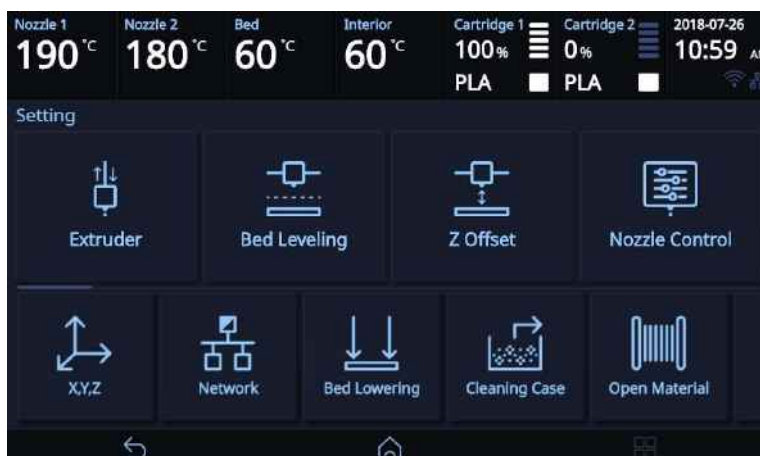 Nozzle 1 Nozzle 2 Bed Interior Cartridge 1 Cartridge 2 2018-07-26
190 °C 180 °C 60 °C 60 °C 100 % 0 % 10:59
PLA PLA
Setting
Extruder Bed Leveling Z Offset Nozzle Control
X,Y,Z Network Bed Lowering Cleaning Case Open Material